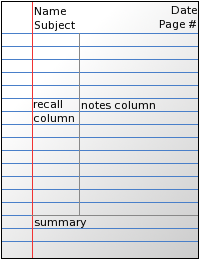 Name Date
Subject Page #
recall column notes column
summary